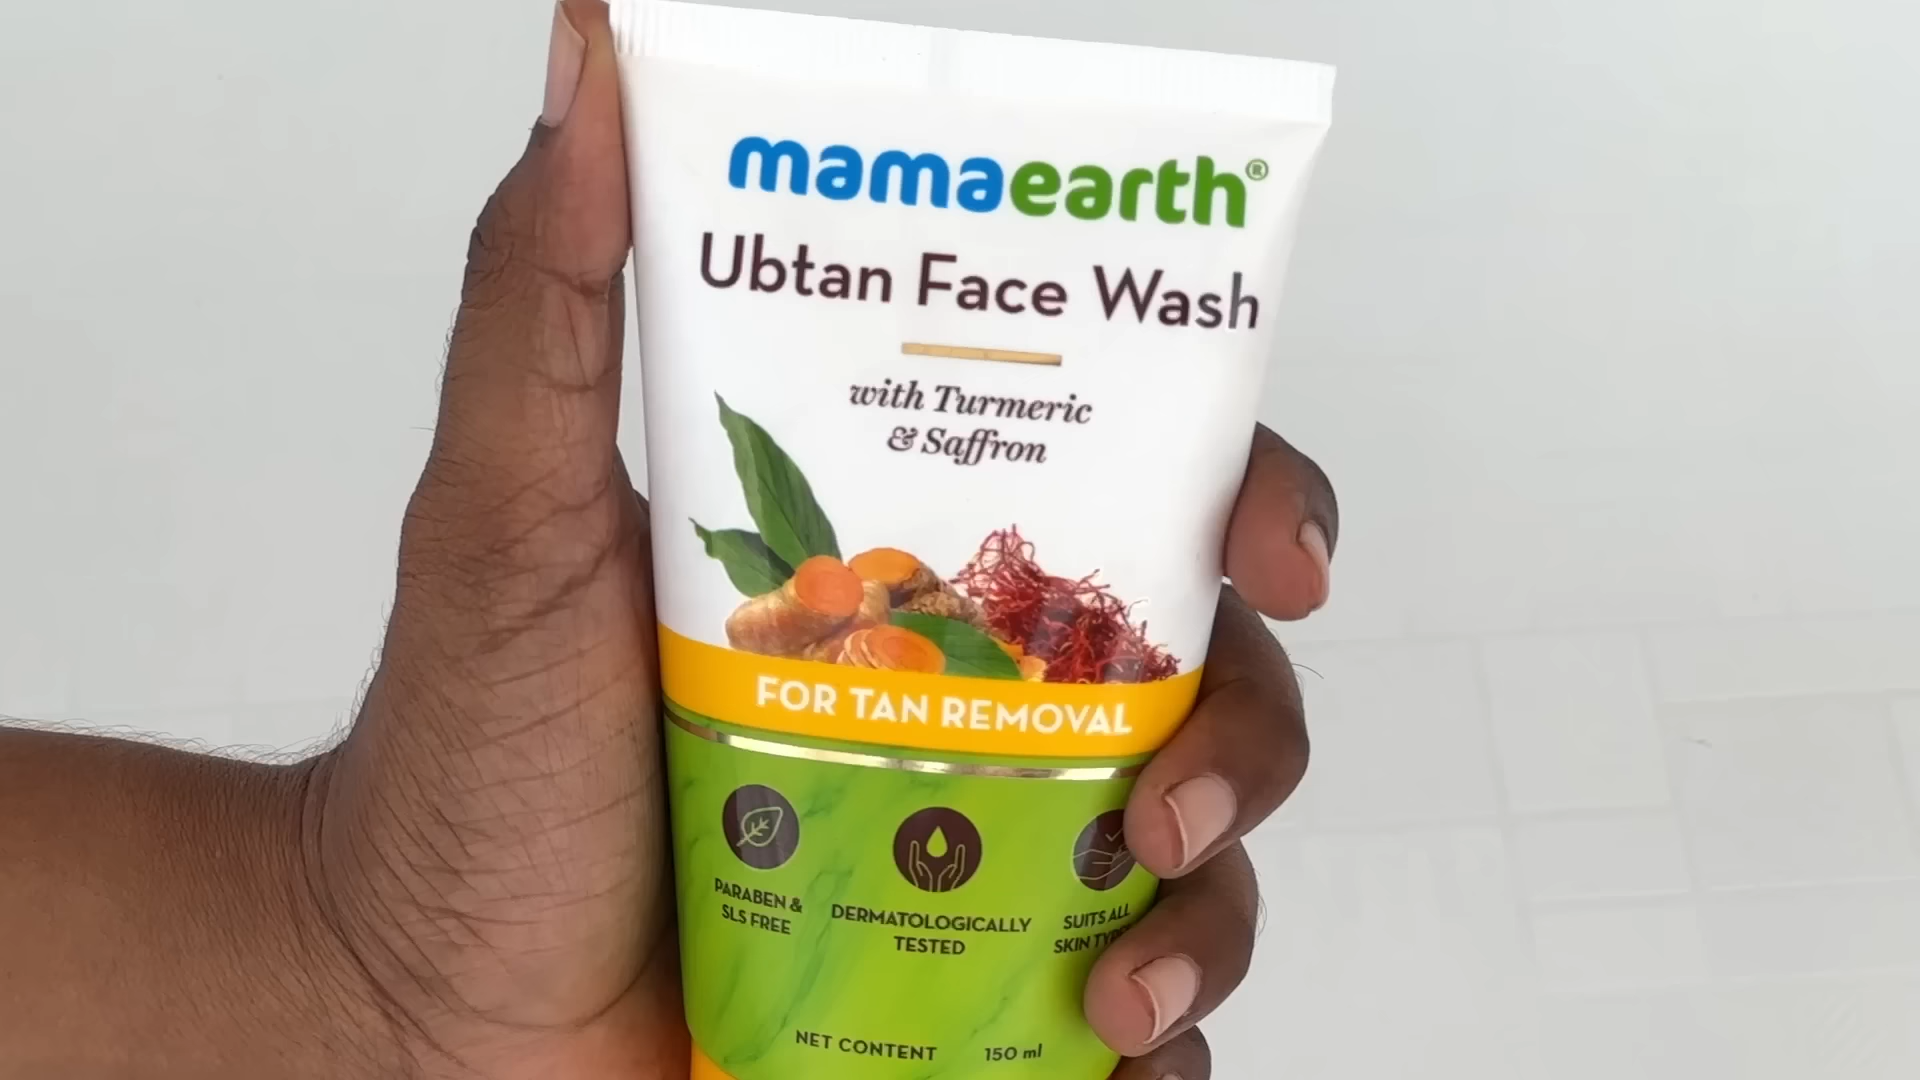 mamaearth®
Ubtan Face Wash
with Turmeric
& Saffron
FOR TAN REMOVAL
PARABEN &
SLS FREE
DERMATOLOGICALLY
TESTED
SUITS ALL
SKIN
NET CONTENT 150 ml